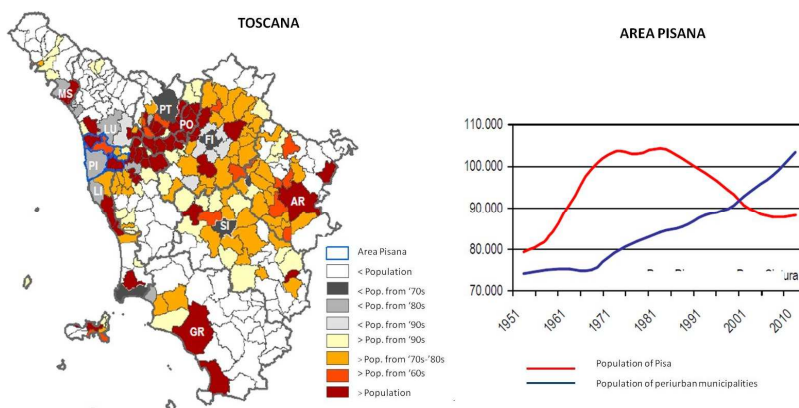 TOSCANA
MS
LU
PT
PO
FI
PI
LI
AR
SI
GR
Area Pisana
< Population
< Pop. from '70s
< Pop. from '80s
< Pop. from '90s
> Pop. from '90s
> Pop. from '70s-'80s
> Pop. from '60s
> Population
AREA PISANA
110.000
100.000
90.000
80.000
70.000
1951
1961
1971
1981
1991
2001
2010
Population of Pisa
Population of periurban municipalities